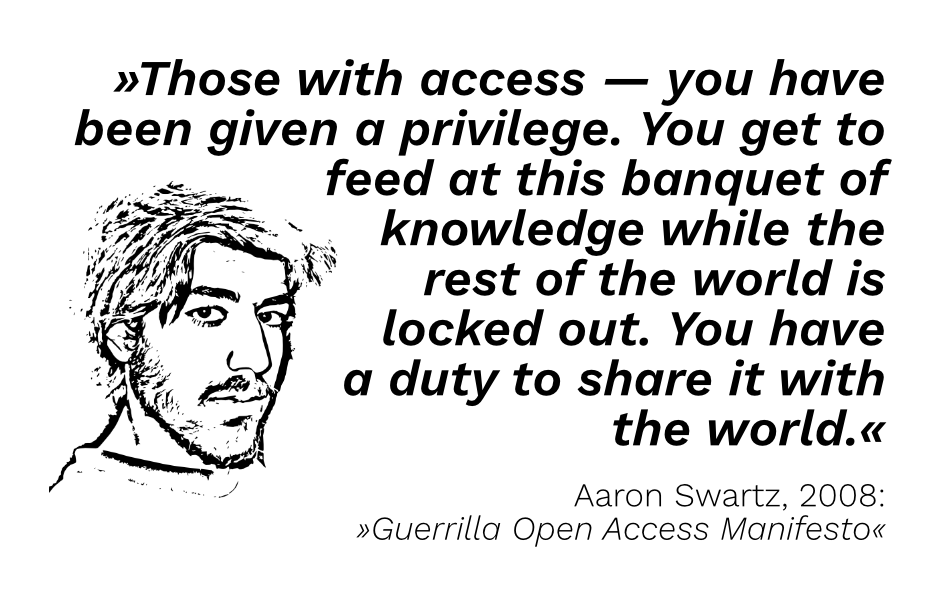 »Those with access — you have
been given a privilege. You get to
feed at this banquet of
knowledge while the
rest of the world is
locked out. You have
a duty to share it with
the world.«
Aaron Swartz, 2008:
»Guerrilla Open Access Manifesto«